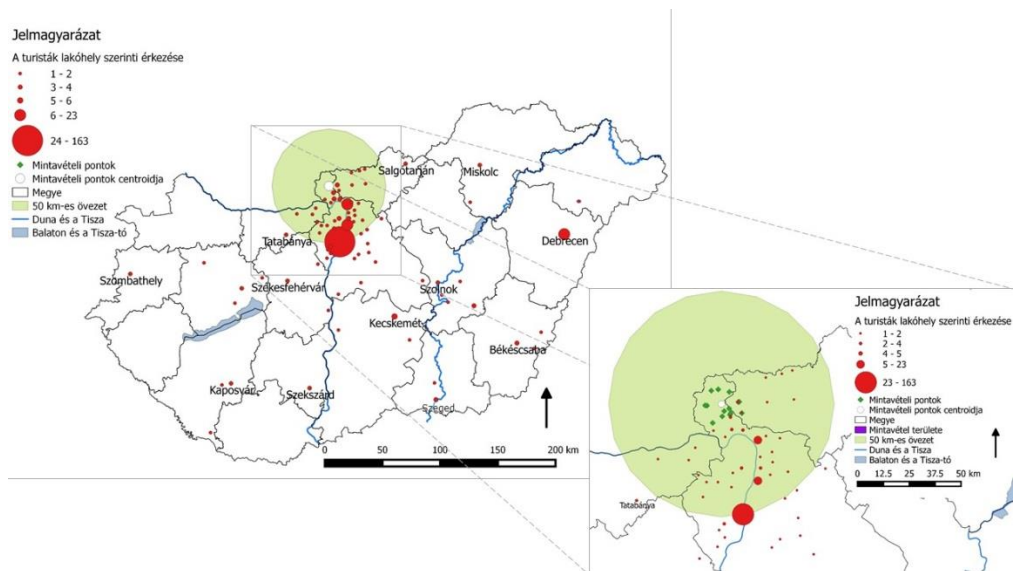 Jelmagyarázat
A turisták lakóhely szerinti érkezése
1 - 2
3 - 4
5 - 6
6 - 23
24 - 163
Mintavételi pontok
Mintavételi pontok centroidja
Megye
50 km-es övezet
Duna és a Tisza
Balaton és a Tisza-tó
Salgótarján
Miskolc
Tatabánya
Debrecen
Szombathely
Székesfehérvár
Szolnok
Kecskemét
Békéscsaba
Kaposvár
Szekszárd
Szeged
0 50 100 150 200 km
Jelmagyarázat
A turisták lakóhely szerinti érkezése
1 - 2
2 - 4
4 - 5
5 - 23
23 - 163
Mintavételi pontok
Mintavételi pontok centroidja
Megye
Mintavétel területe
50 km-es övezet
Duna és a Tisza
Balaton és a Tisza-tó
0 12.5 25 37.5 50 km
Tatabánya